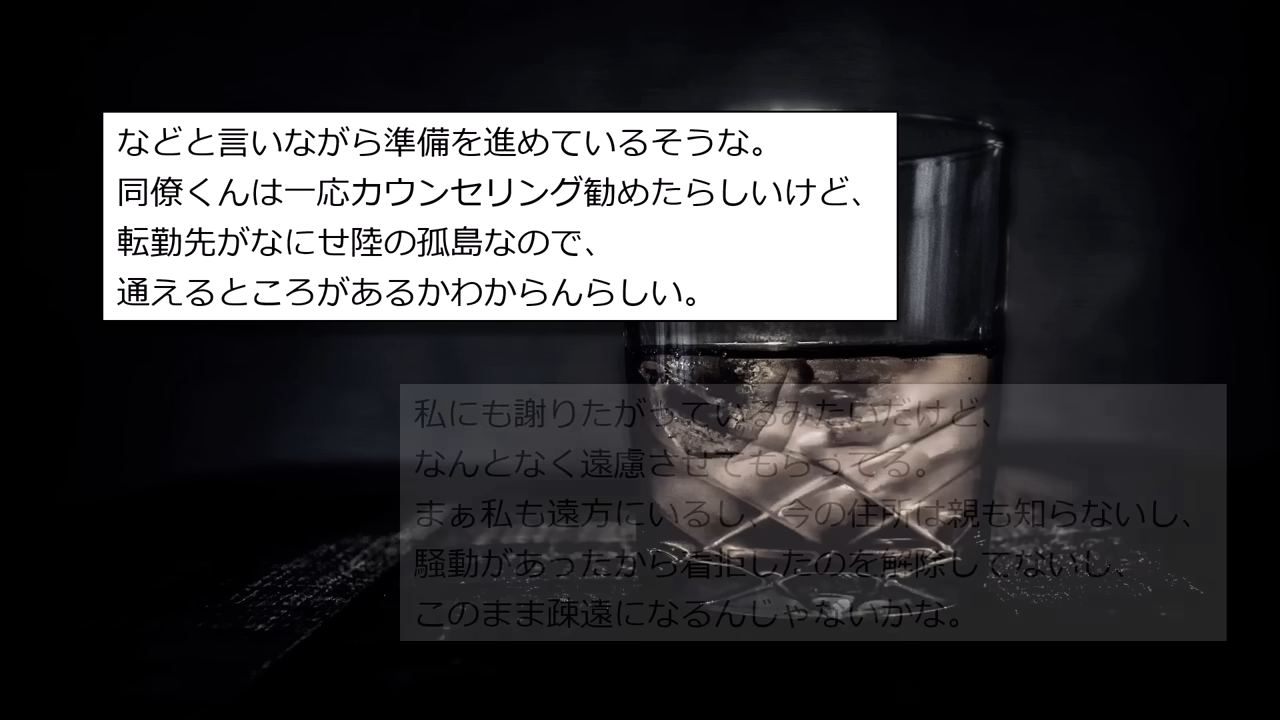 などと言いながら準備を進めているそうな。
同僚くんは一応カウンセリング勧めたらしいけど、
転勤先がなにせ陸の孤島なので、
通えるところがあるかわからんらしい。
私にも謝りたがっているみたいだけど、
なんとなく遠慮させてもらってる。
まぁ私も遠方にいるし、今の住所は親も知らないし、
騒動があったから着拒したのを解除してないし、
このまま疎遠になるんじゃないかな。